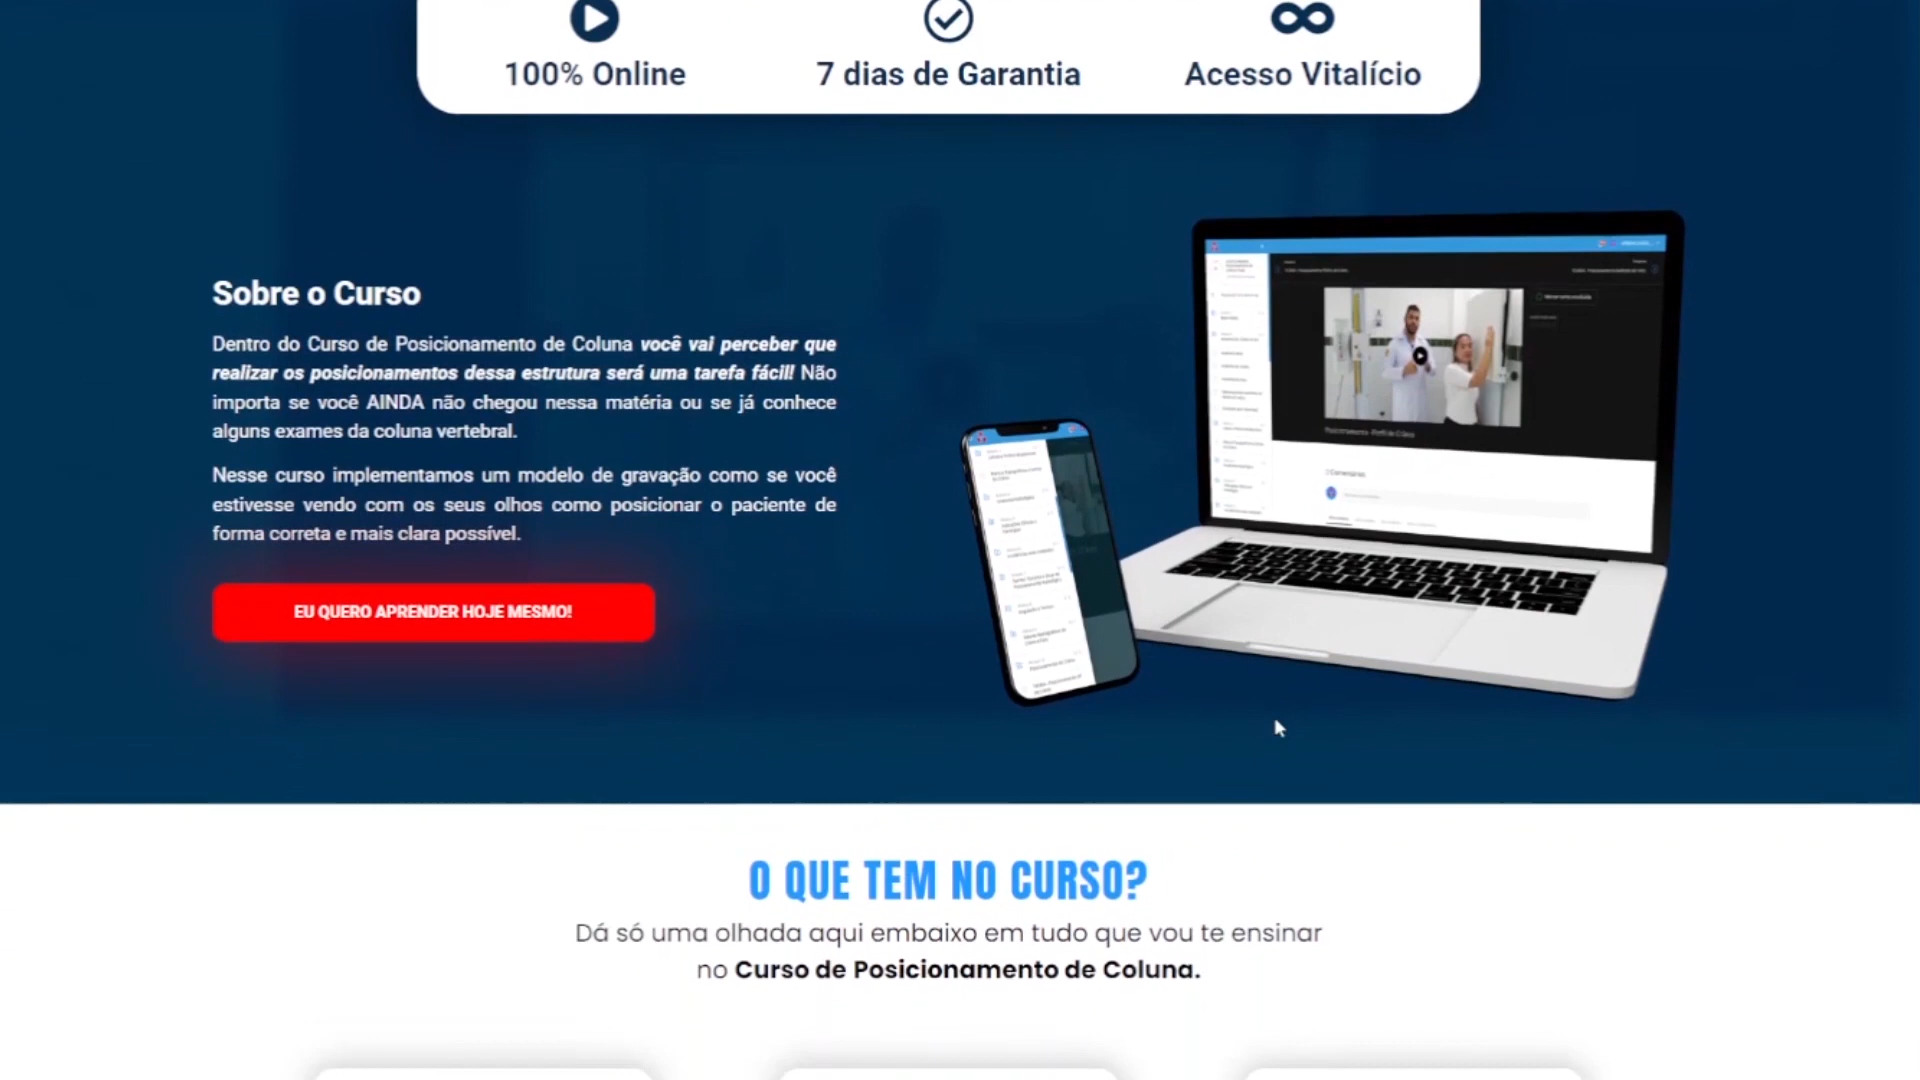 100% Online
7 dias de Garantia
Acesso Vitalício
Sobre o Curso
Dentro do Curso de Posicionamento de Coluna você vai perceber que
realizar os posicionamentos dessa estrutura será uma tarefa fácil! Não
importa se você AINDA não chegou nessa matéria ou se já conhece
alguns exames da coluna vertebral.
Nesse curso implementamos um modelo de gravação como se você
estivesse vendo com os seus olhos como posicionar o paciente de
forma correta e mais clara possível.
EU QUERO APRENDER HOJE MESMO!
O QUE TEM NO CURSO?
Dá só uma olhada aqui embaixo em tudo que vou te ensinar
no Curso de Posicionamento de Coluna.